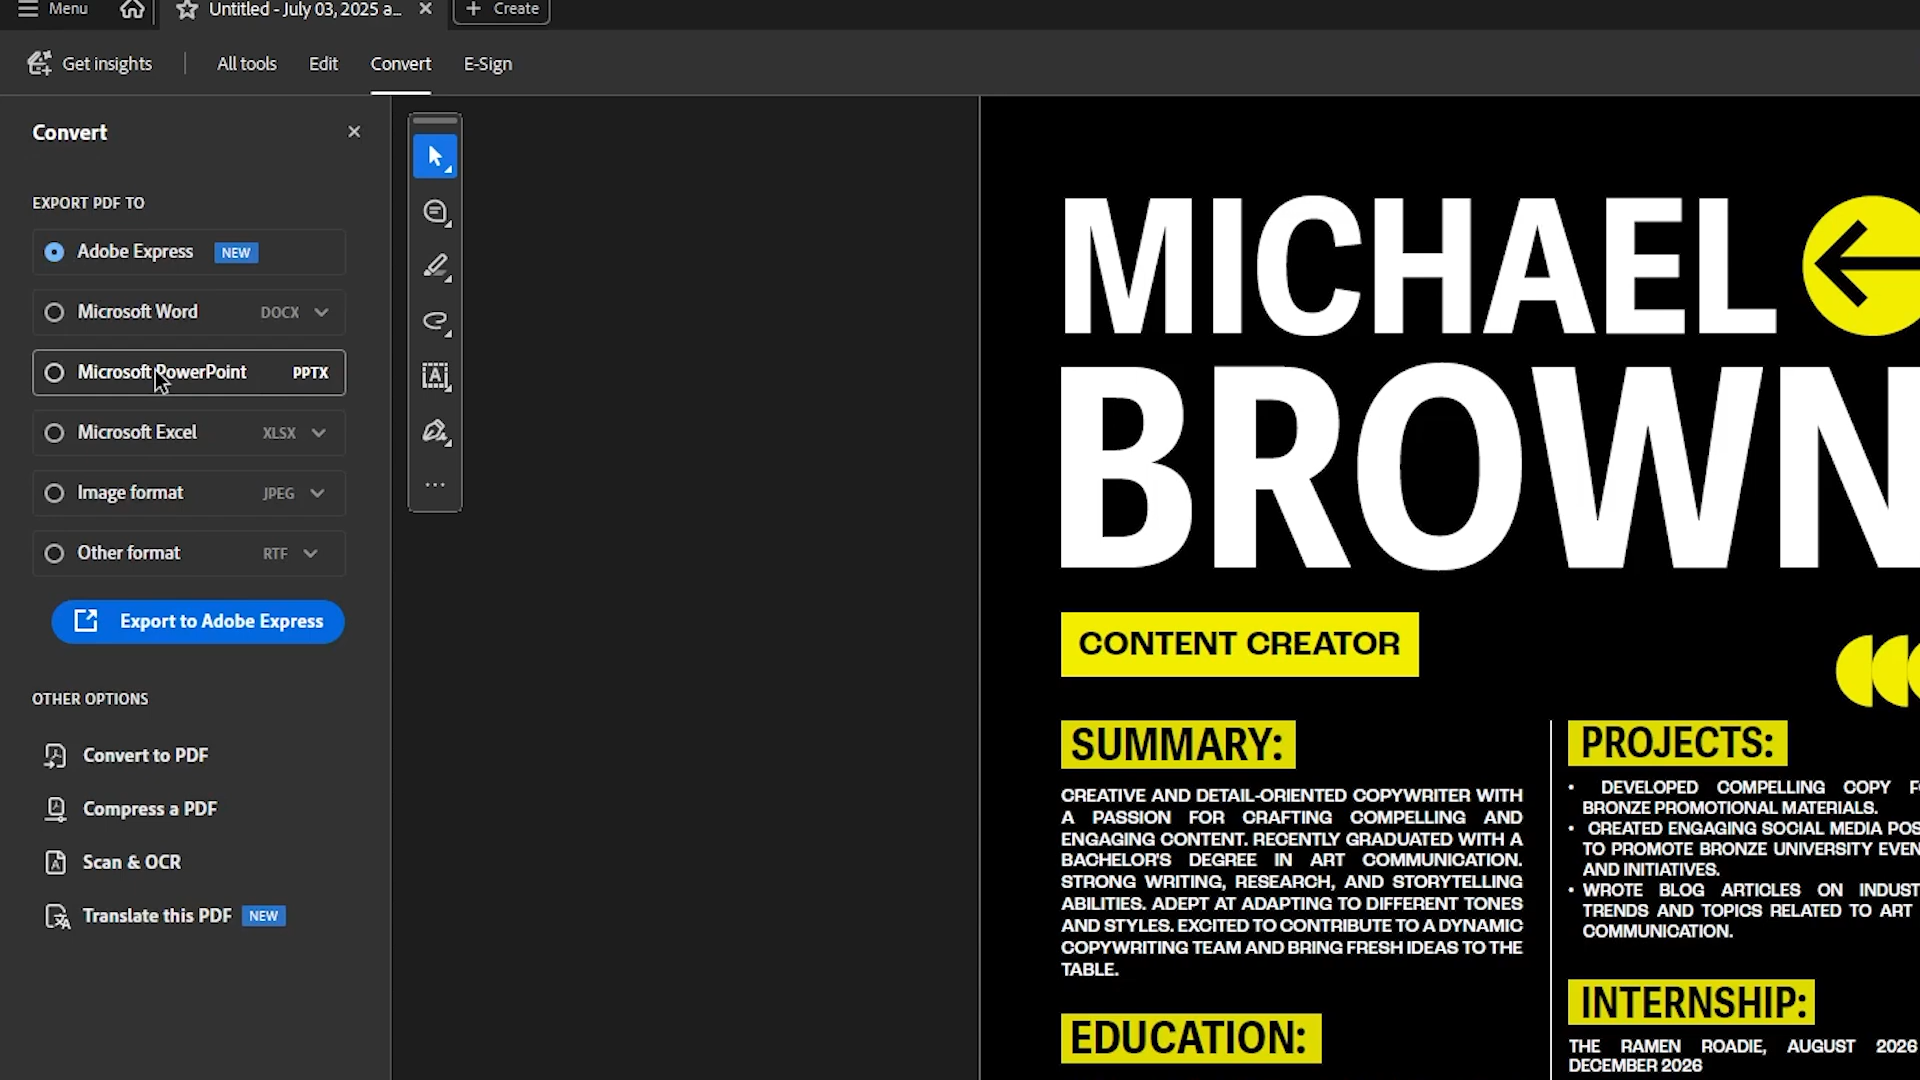 Menu
Untitled - July 03, 2025 a...
Create
Get insights
All tools
Edit
Convert
E-Sign
Convert
EXPORT PDF TO
Adobe Express NEW
Microsoft Word DOCX
Microsoft PowerPoint PPTX
Microsoft Excel XLSX
Image format JPEG
Other format RTF
Export to Adobe Express
OTHER OPTIONS
Convert to PDF
Compress a PDF
Scan & OCR
Translate this PDF NEW
MICHAEL
BROWN
CONTENT CREATOR
SUMMARY:
CREATIVE AND DETAIL-ORIENTED COPYWRITER WITH
A PASSION FOR CRAFTING COMPELLING AND
ENGAGING CONTENT. RECENTLY GRADUATED WITH A
BACHELOR'S DEGREE IN ART COMMUNICATION.
STRONG WRITING, RESEARCH, AND STORYTELLING
ABILITIES. ADEPT AT ADAPTING TO DIFFERENT TONES
AND STYLES. EXCITED TO CONTRIBUTE TO A DYNAMIC
COPYWRITING TEAM AND BRING FRESH IDEAS TO THE
TABLE.
EDUCATION:
PROJECTS:
• DEVELOPED COMPELLING COPY
BRONZE PROMOTIONAL MATERIALS.
• CREATED ENGAGING SOCIAL MEDIA
TO PROMOTE BRONZE UNIVERSITY
AND INITIATIVES.
• WROTE BLOG ARTICLES ON
TRENDS AND TOPICS RELATED TO ART
COMMUNICATION.
INTERNSHIP:
THE RAMEN ROADIE, AUGUST 2026
DECEMBER 2026